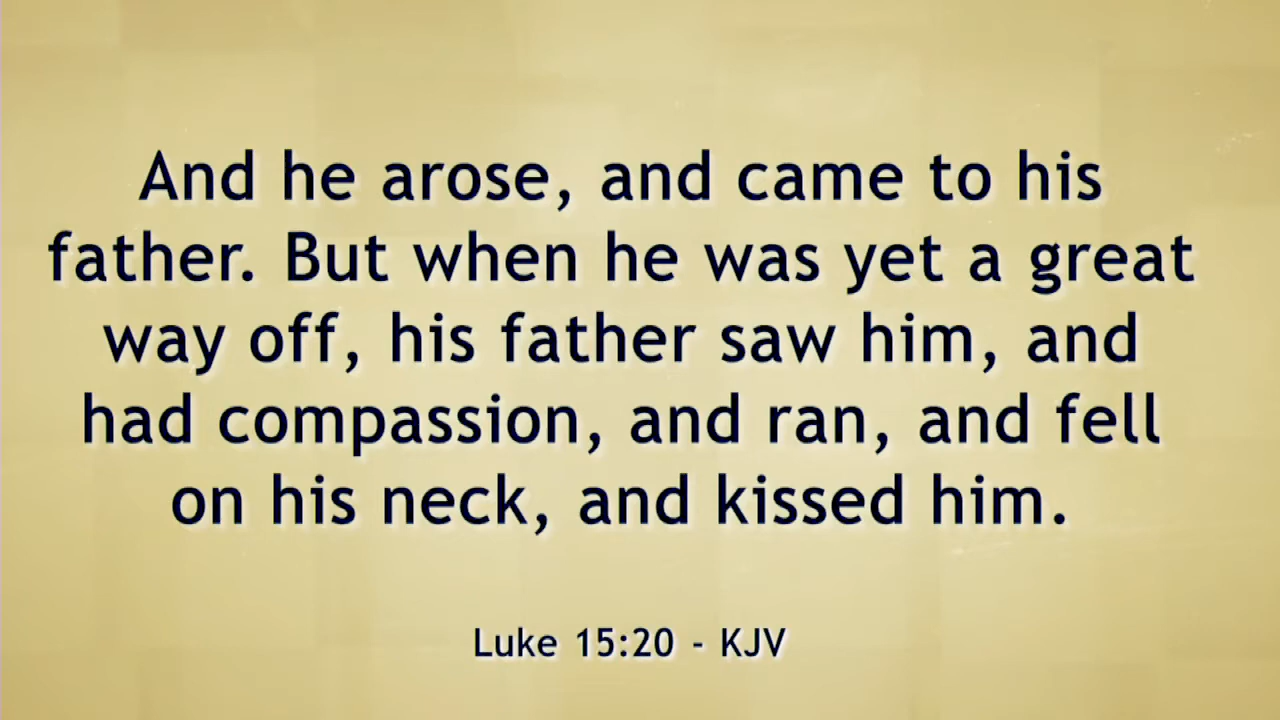 And he arose, and came to his
father. But when he was yet a great
way off, his father saw him, and
had compassion, and ran, and fell
on his neck, and kissed him.
Luke 15:20 - KJV